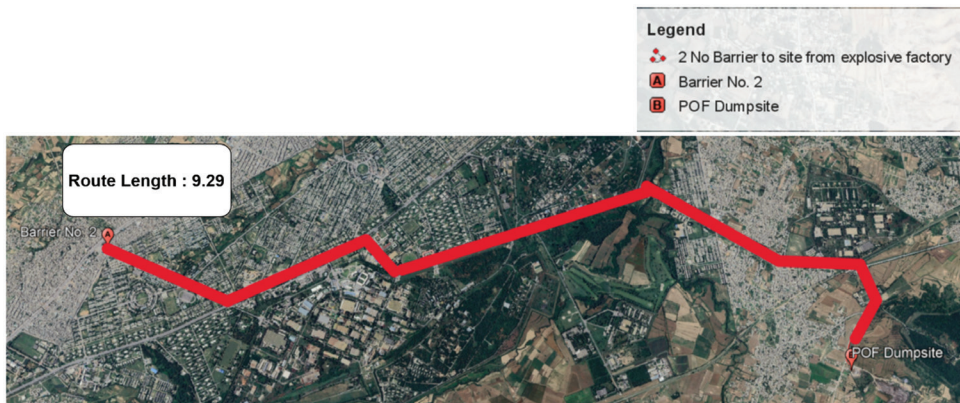 Legend
2 No Barrier to site from explosive factory
A Barrier No. 2
B POF Dumpsite
Route Length : 9.29
Barrier No. 2 A
POF Dumpsite